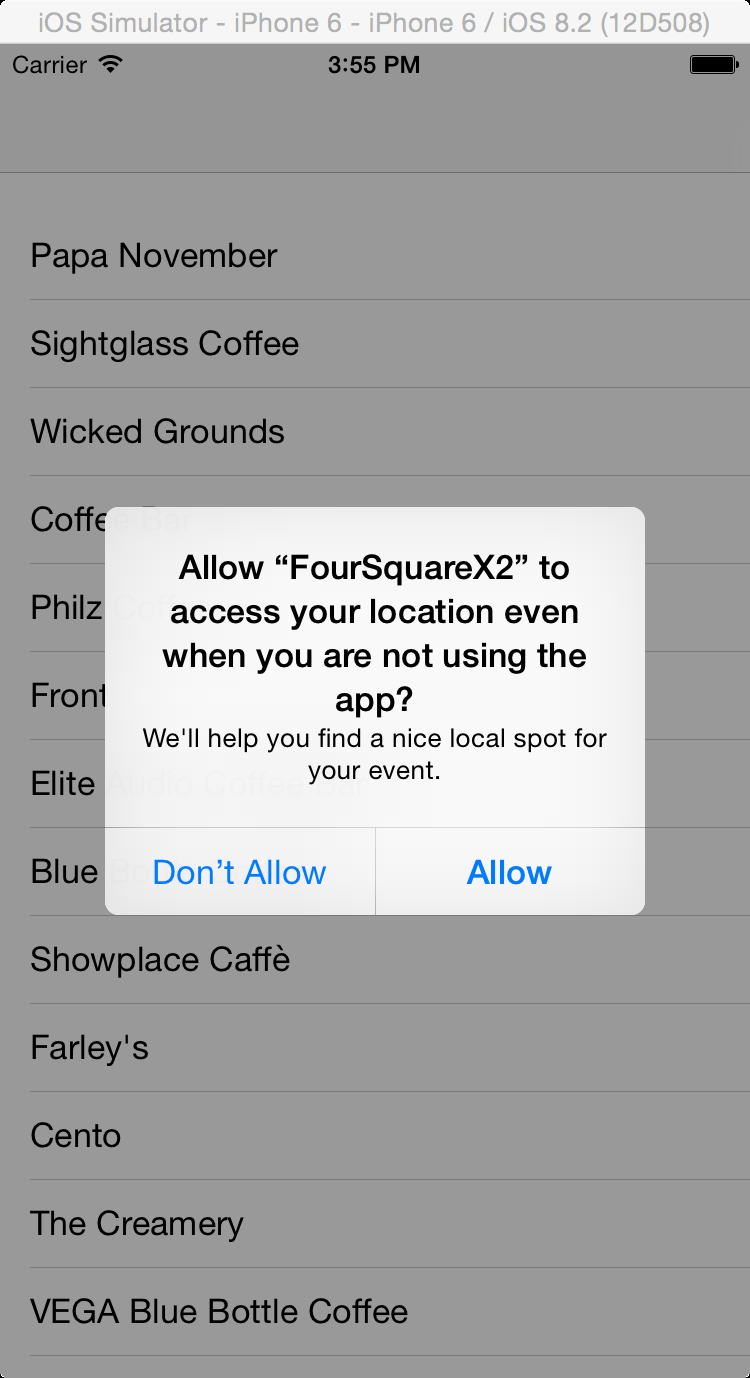 iOS Simulator - iPhone 6 - iPhone 6 / iOS 8.2 (12D508)
Carrier 3:55 PM
Papa November
Sightglass Coffee
Wicked Grounds
Coffee Bar
Allow “FourSquareX2” to
access your location even
when you are not using the
app?
We'll help you find a nice local spot for
your event.
Don’t Allow Allow
Philz Coff
Front
Elite Audio Coffee Bar
Blue Bo
Showplace Caffè
Farley's
Cento
The Creamery
VEGA Blue Bottle Coffee